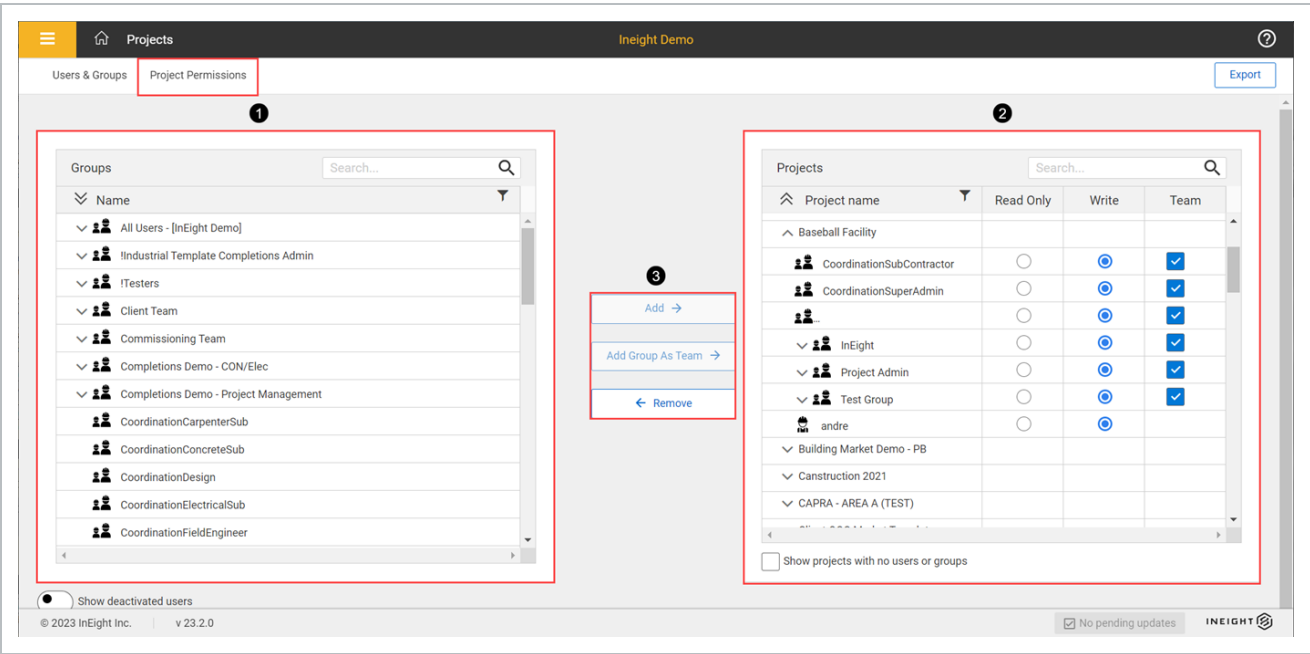 Projects
Ineight Demo
Users & Groups
Project Permissions
Export
1
2
Groups
Search...
Name
All Users - [InEight Demo]
!Industrial Template Completions Admin
!Testers
Client Team
Commissioning Team
Completions Demo - CON/Elec
Completions Demo - Project Management
CoordinationCarpenterSub
CoordinationConcreteSub
CoordinationDesign
CoordinationElectricalSub
CoordinationFieldEngineer
Show deactivated users
3
Add
Add Group As Team
Remove
Projects
Search...
Project name
Read Only
Write
Team
Baseball Facility
CoordinationSubContractor
CoordinationSuperAdmin
...
InEight
Project Admin
Test Group
andre
Building Market Demo - PB
Canstruction 2021
CAPRA - AREA A (TEST)
Show projects with no users or groups
© 2023 InEight Inc.
v 23.2.0
No pending updates
INEIGHT